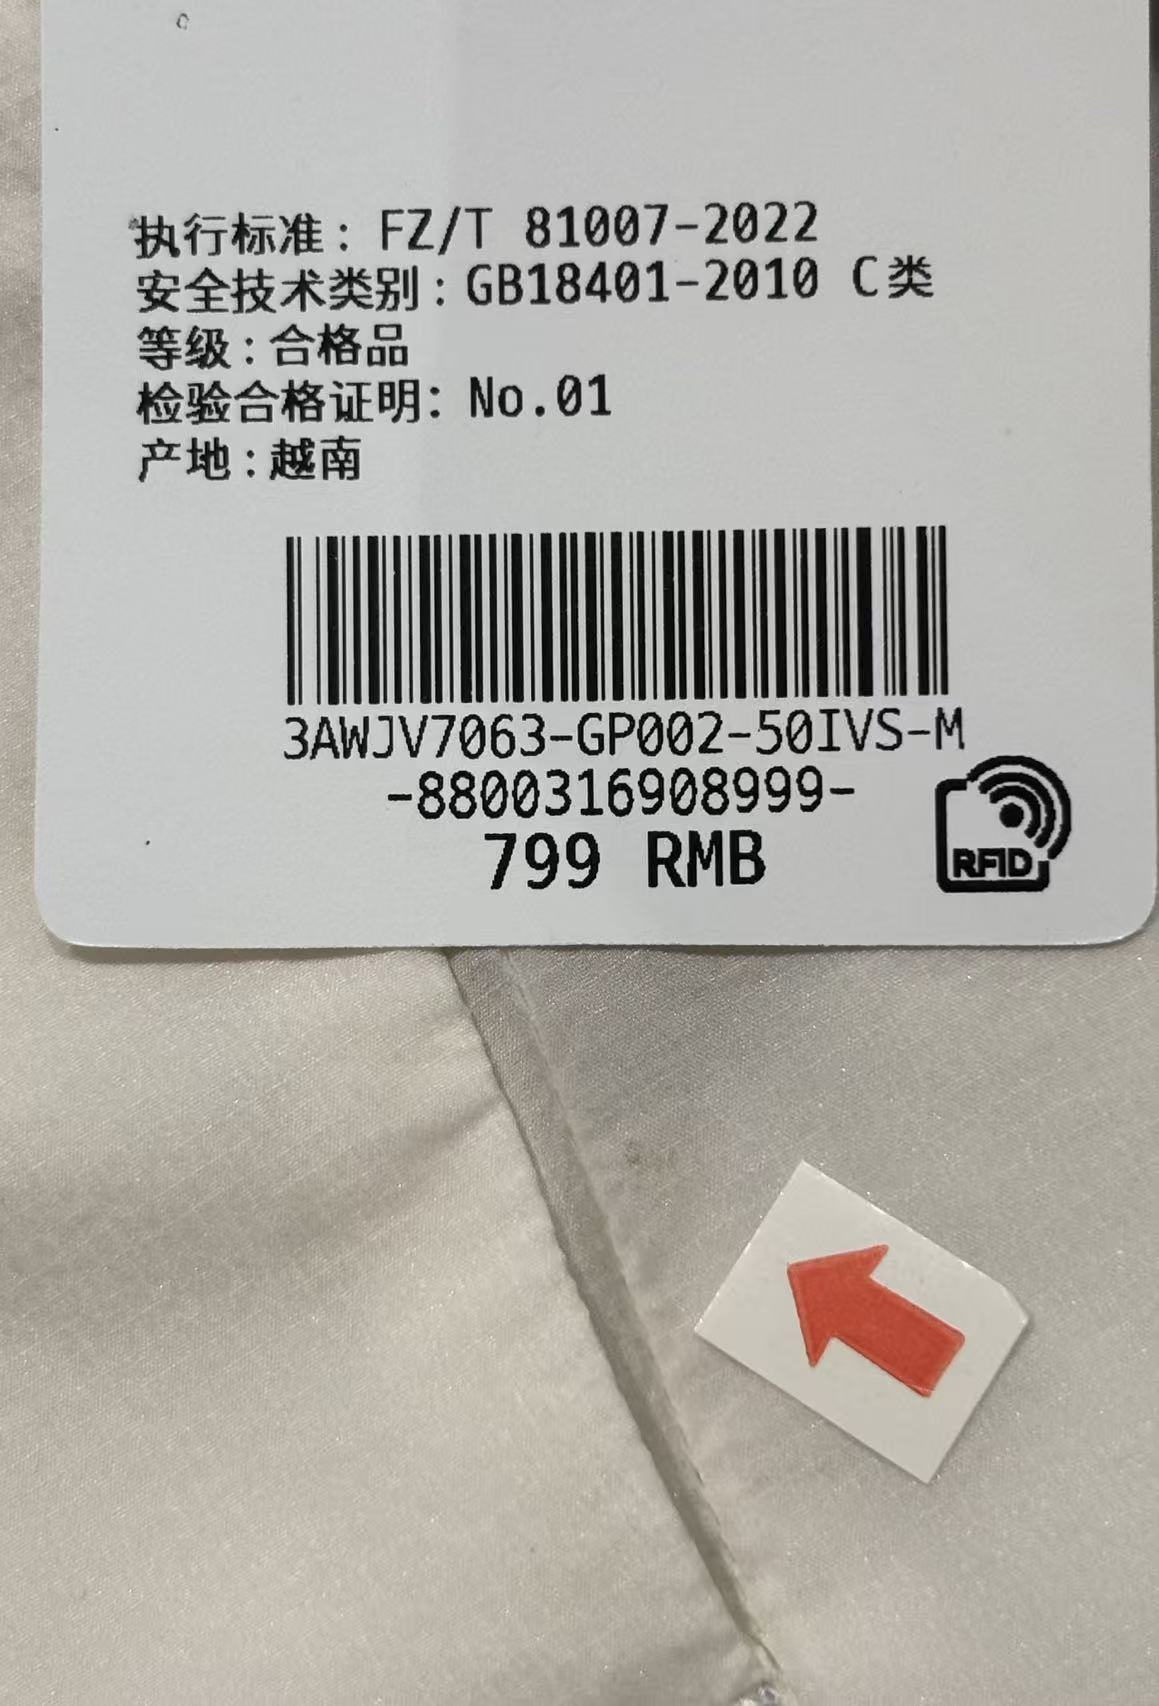 执行标准: FZ/T 81007-2022
安全技术类别: GB18401-2010 C类
等级: 合格品
检验合格证明: No.01
产地: 越南
3AWJV7063-GP002-50IVS-M
-8800316908999-
799 RMB
RFID